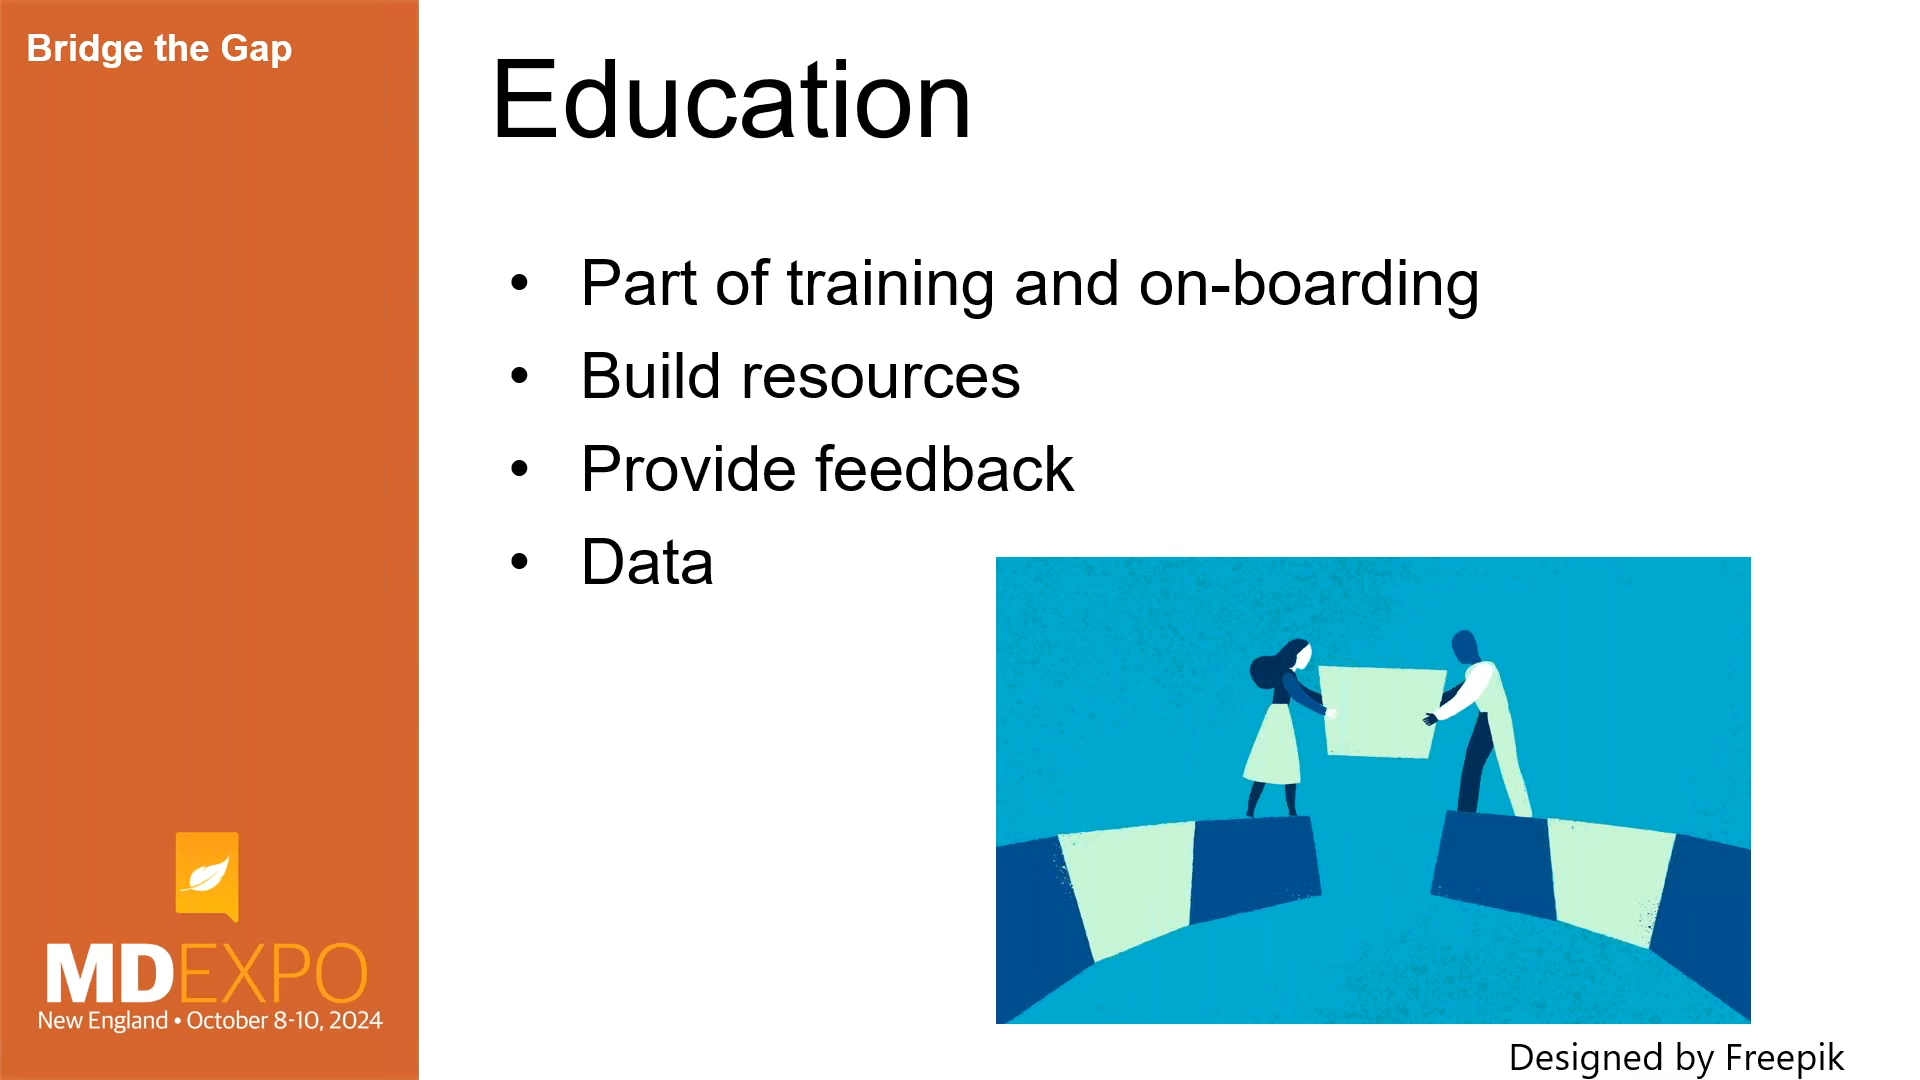 Bridge the Gap
Education
• Part of training and on-boarding
• Build resources
• Provide feedback
• Data
MDEXPO
New England • October 8-10, 2024
Designed by Freepik